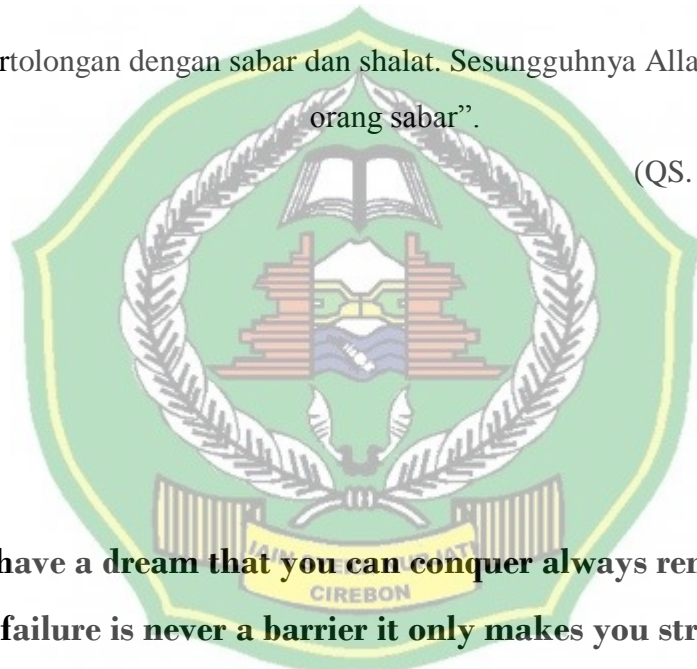 rtolongan dengan sabar dan shalat. Sesungguhnya Alla
orang sabar”.
(QS.
have a dream that you can conquer always rem
IAIN SYEKH NURJATI
CIREBON
failure is never a barrier it only makes you str